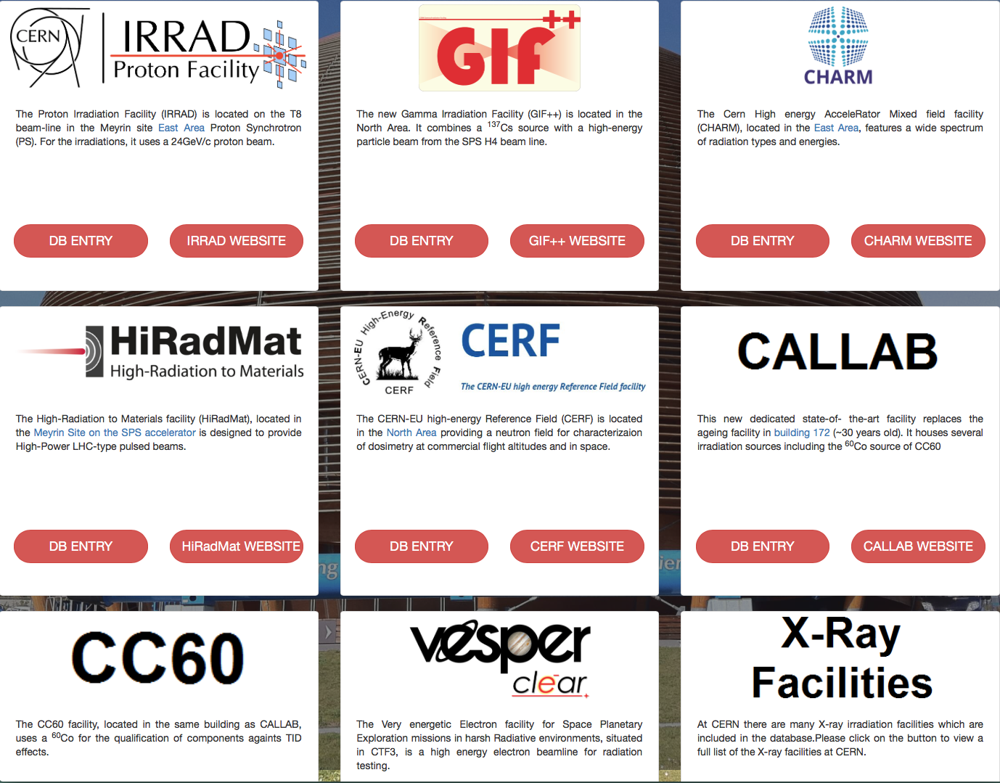 CERN
IRRAD
Proton Facility
The Proton Irradiation Facility (IRRAD) is located on the T8
beam-line in the Meyrin site East Area Proton Synchrotron
(PS). For the irradiations, it uses a 24GeV/c proton beam.
DB ENTRY
IRRAD WEBSITE
GIF++
The new Gamma Irradiation Facility (GIF++) is located in the
North Area. It combines a ¹³⁷Cs source with a high-energy
particle beam from the SPS H4 beam line.
DB ENTRY
GIF++ WEBSITE
CHARM
The Cern High energy AcceleRator Mixed field facility
(CHARM), located in the East Area, features a wide spectrum
of radiation types and energies.
DB ENTRY
CHARM WEBSITE
HiRadMat
High-Radiation to Materials
The High-Radiation to Materials facility (HiRadMat), located in
the Meyrin Site on the SPS accelerator is designed to provide
High-Power LHC-type pulsed beams.
DB ENTRY
HiRadMat WEBSITE
CERN-EU High-Energy Reference Field
CERF
CERF
The CERN-EU high energy Reference Field facility
The CERN-EU high-energy Reference Field (CERF) is located
in the North Area providing a neutron field for characterizaion
of dosimetry at commercial flight altitudes and in space.
DB ENTRY
CERF WEBSITE
CALLAB
This new dedicated state-of- the-art facility replaces the
ageing facility in building 172 (~30 years old). It houses several
irradiation sources including the ⁶⁰Co source of CC60
DB ENTRY
CALLAB WEBSITE
CC60
The CC60 facility, located in the same building as CALLAB,
uses a ⁶⁰Co for the qualification of components againts TID
effects.
vesper
clear
The Very energetic Electron facility for Space Planetary
Exploration missions in harsh Radiative environments, situated
in CTF3, is a high energy electron beamline for radiation
testing.
X-Ray
Facilities
At CERN there are many X-ray irradiation facilities which are
included in the database.Please click on the button to view a
full list of the X-ray facilities at CERN.